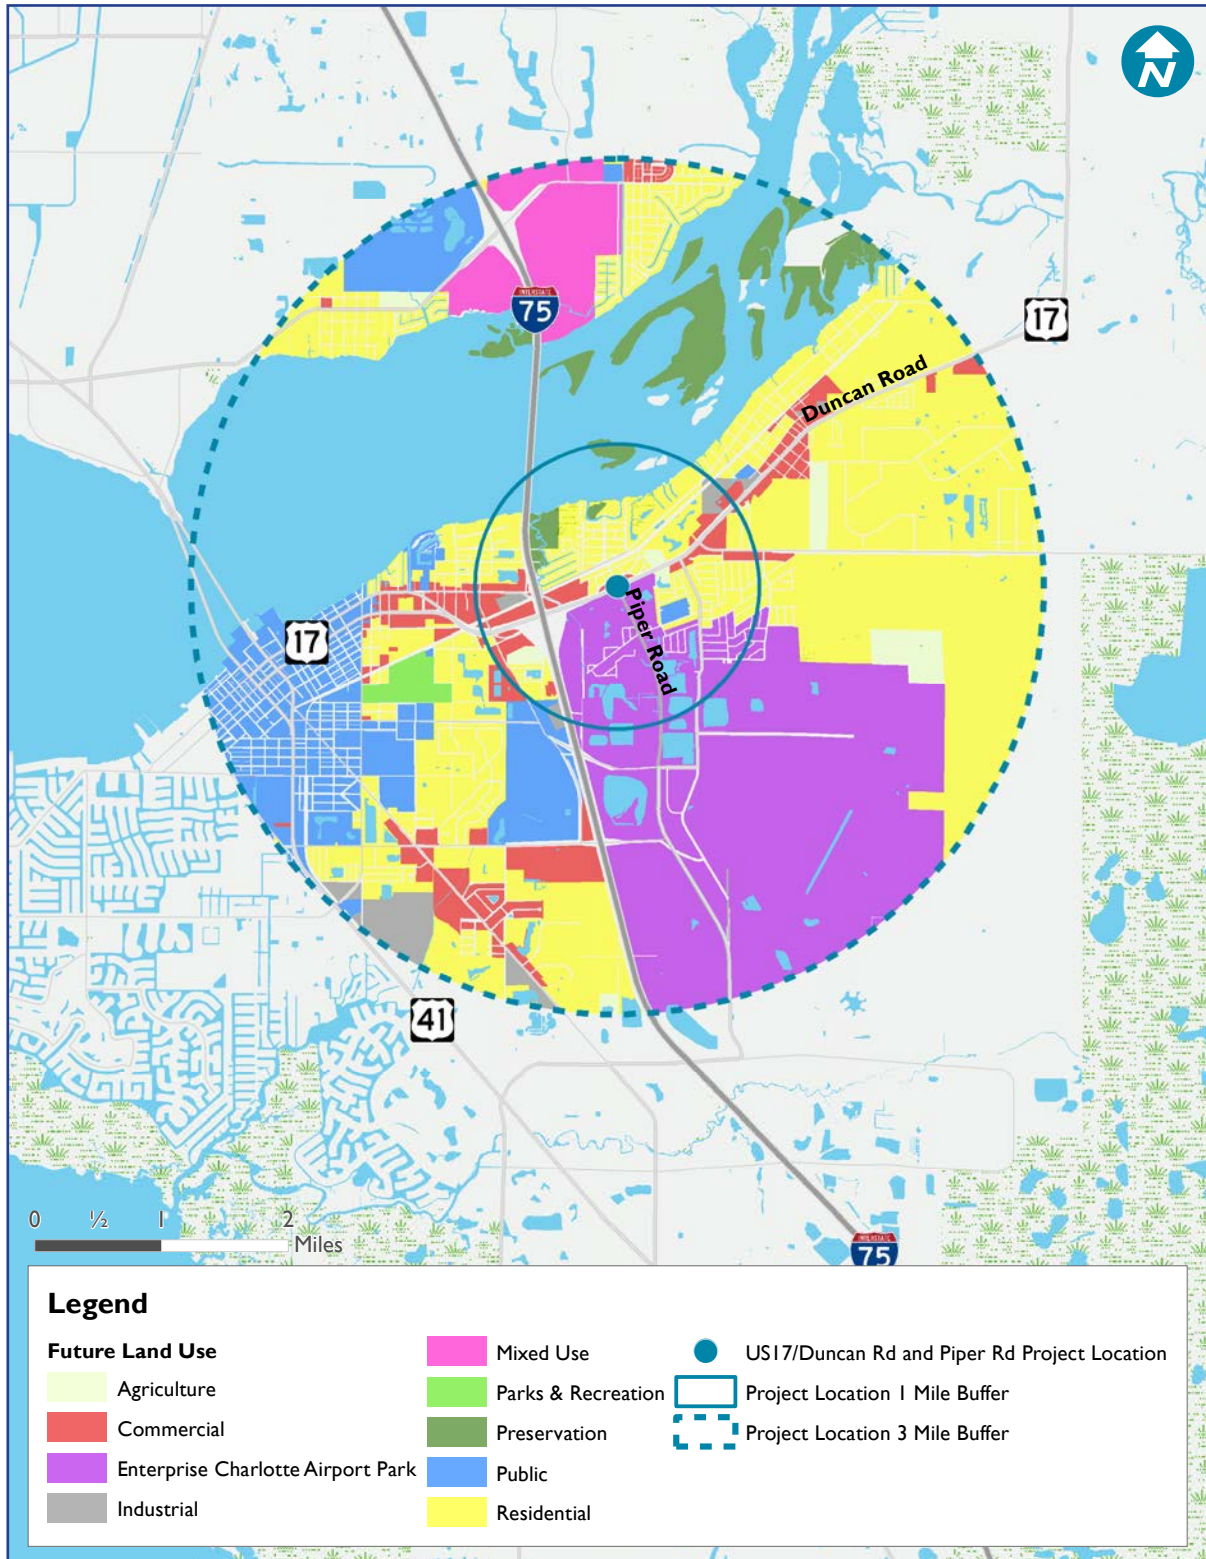 N
INTERSTATE
75
17
Duncan Road
Piper Road
17
41
0 ½ 1 2
Miles
INTERSTATE
75
Legend
Future Land Use
Agriculture
Commercial
Enterprise Charlotte Airport Park
Industrial
Mixed Use
Parks & Recreation
Preservation
Public
Residential
US17/Duncan Rd and Piper Rd Project Location
Project Location 1 Mile Buffer
Project Location 3 Mile Buffer